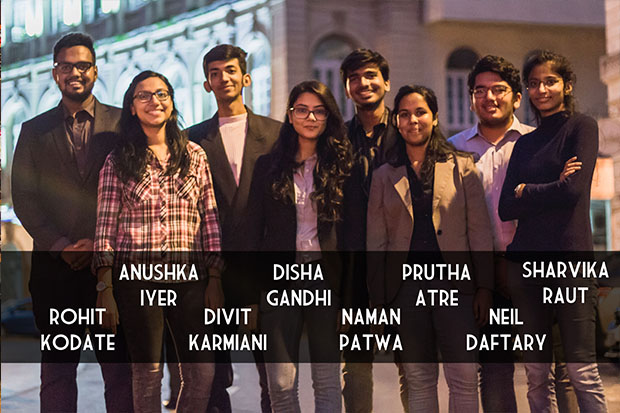 ROHIT
KODATE
ANUSHKA
IYER
DIVIT
KARMIANI
DISHA
GANDHI
NAMAN
PATWA
PRUTHA
ATRE
NEIL
DAFTARY
SHARVIKA
RAUT